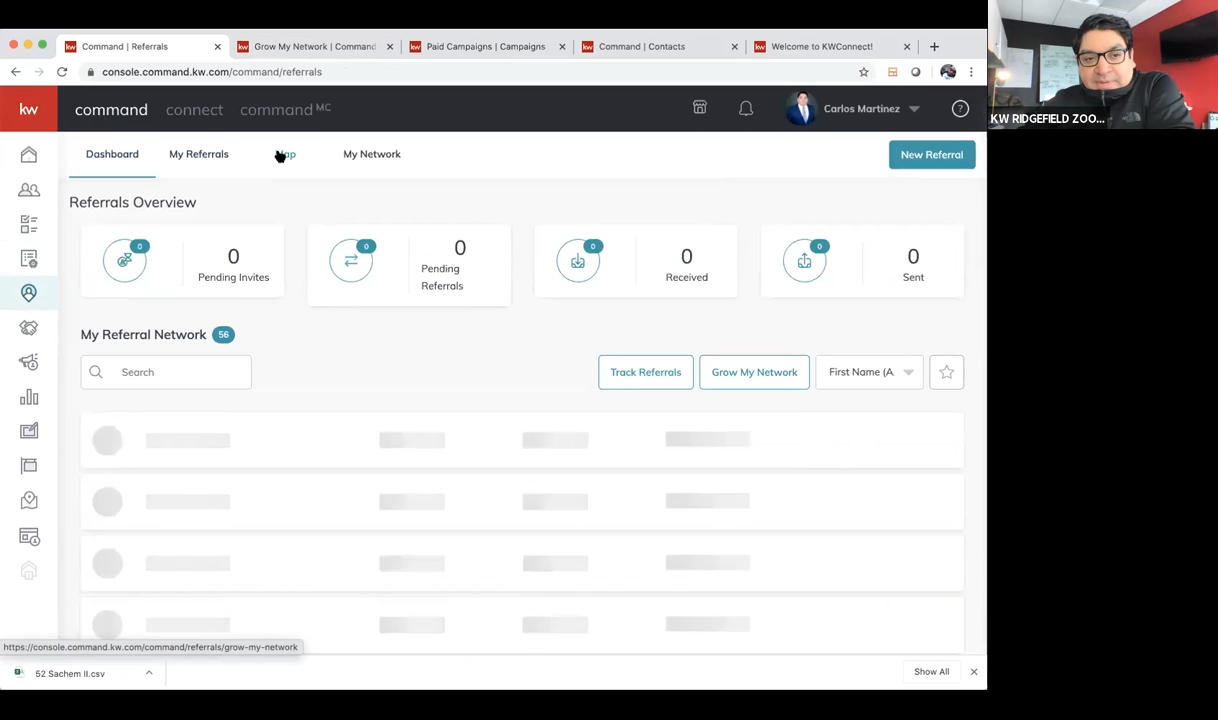 Command | Referrals
Grow My Network | Command
Paid Campaigns | Campaigns
Command | Contacts
Welcome to KWConnect!
console.command.kw.com/command/referrals
kw
command
connect
command MC
Carlos Martinez
?
KW RIDGEFIELD ZOO...
Dashboard
My Referrals
My Network
New Referral
Referrals Overview
0
0
Pending Invites
0
0
Pending
Referrals
0
0
Received
0
0
Sent
My Referral Network 56
Search
Track Referrals
Grow My Network
First Name (A
https://console.command.kw.com/command/referrals/grow-my-network
52 Sachem II.csv
Show All